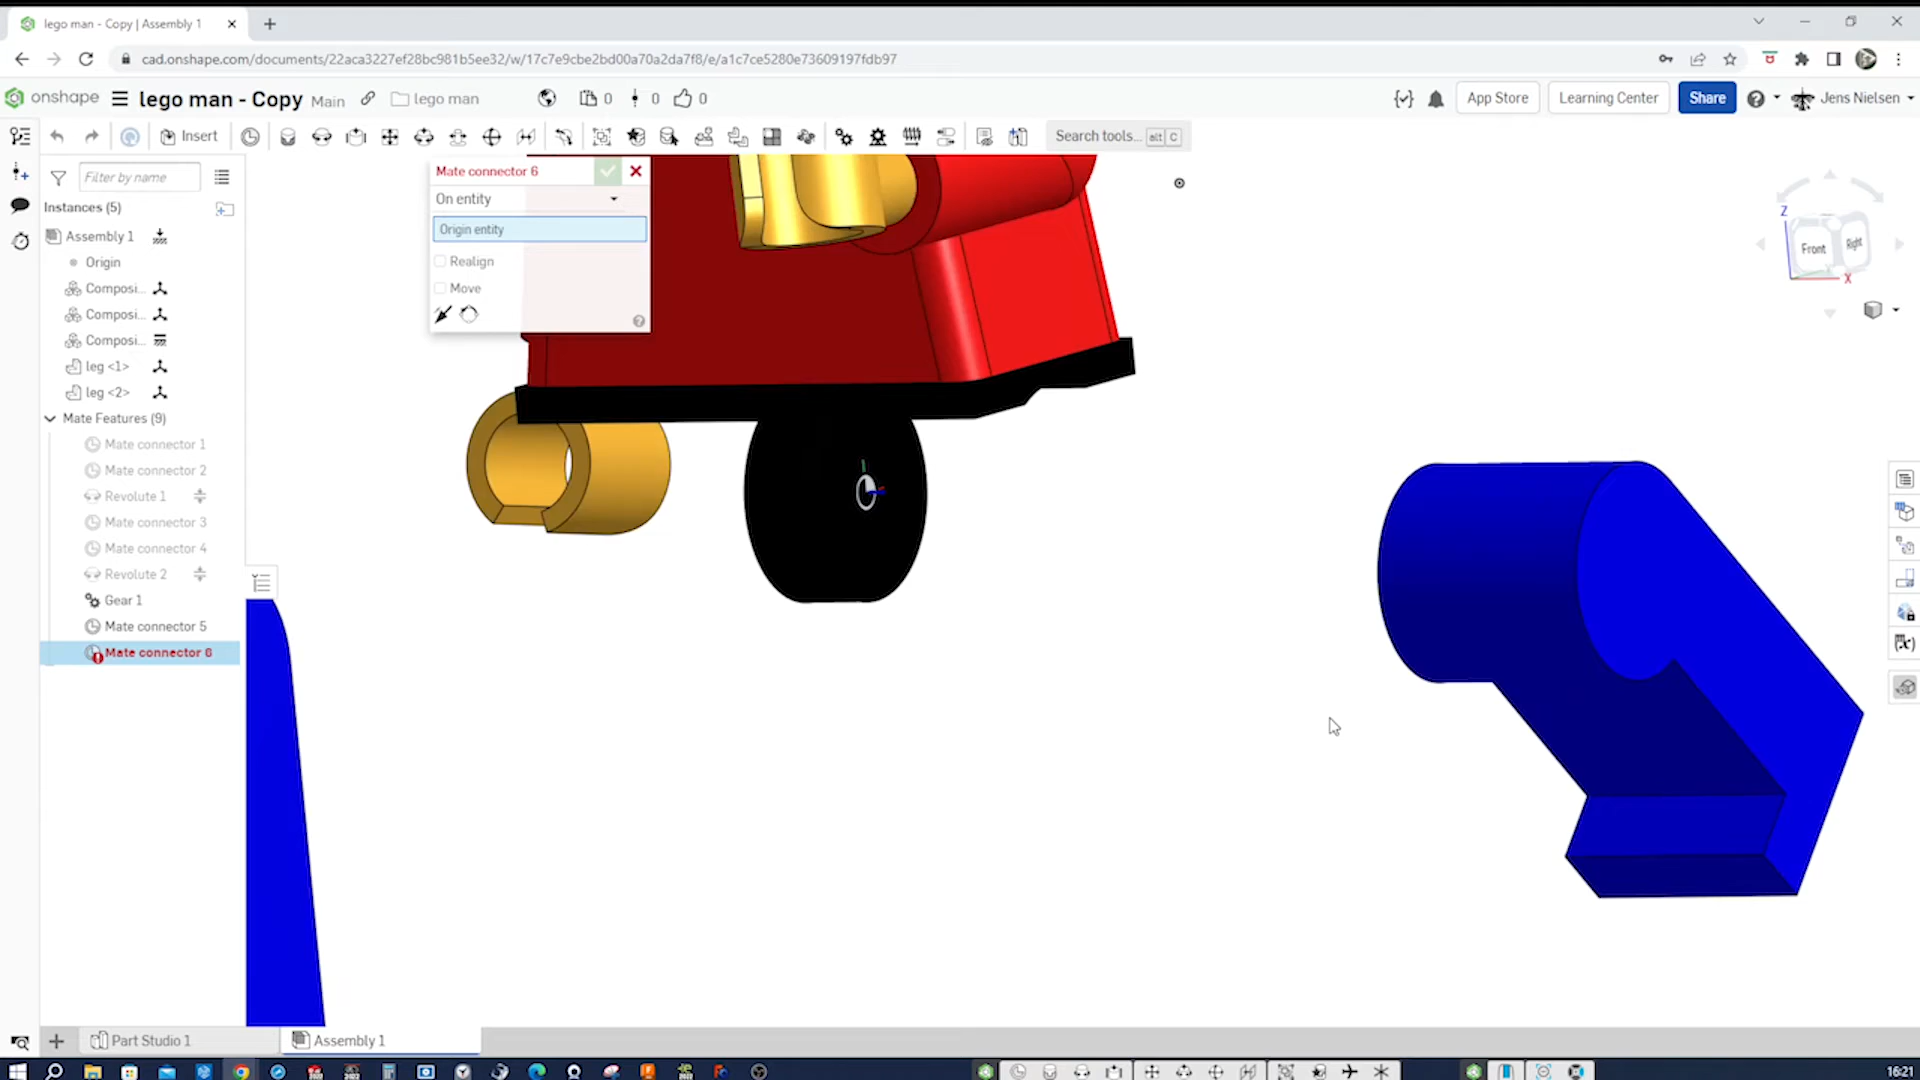 lego man - Copy | Assembly 1
cad.onshape.com/documents/22aca3227ef28bc981b5ee32/w/17c7e9cbe2bd00a70a2da7f8/e/a1c7ce5280e73609197fdb97
onshape lego man - Copy Main lego man 0 0 0 App Store Learning Center Share Jens Nielsen
Insert Search tools... alt C
Filter by name
Instances (5)
Assembly 1
Origin
Composi...
Composi...
Composi...
leg <1>
leg <2>
Mate Features (9)
Mate connector 1
Mate connector 2
Revolute 1
Mate connector 3
Mate connector 4
Revolute 2
Gear 1
Mate connector 5
Mate connector 6
Mate connector 6
On entity
Origin entity
Realign
Move
Z
Front
Right
X
Part Studio 1
Assembly 1
16:21